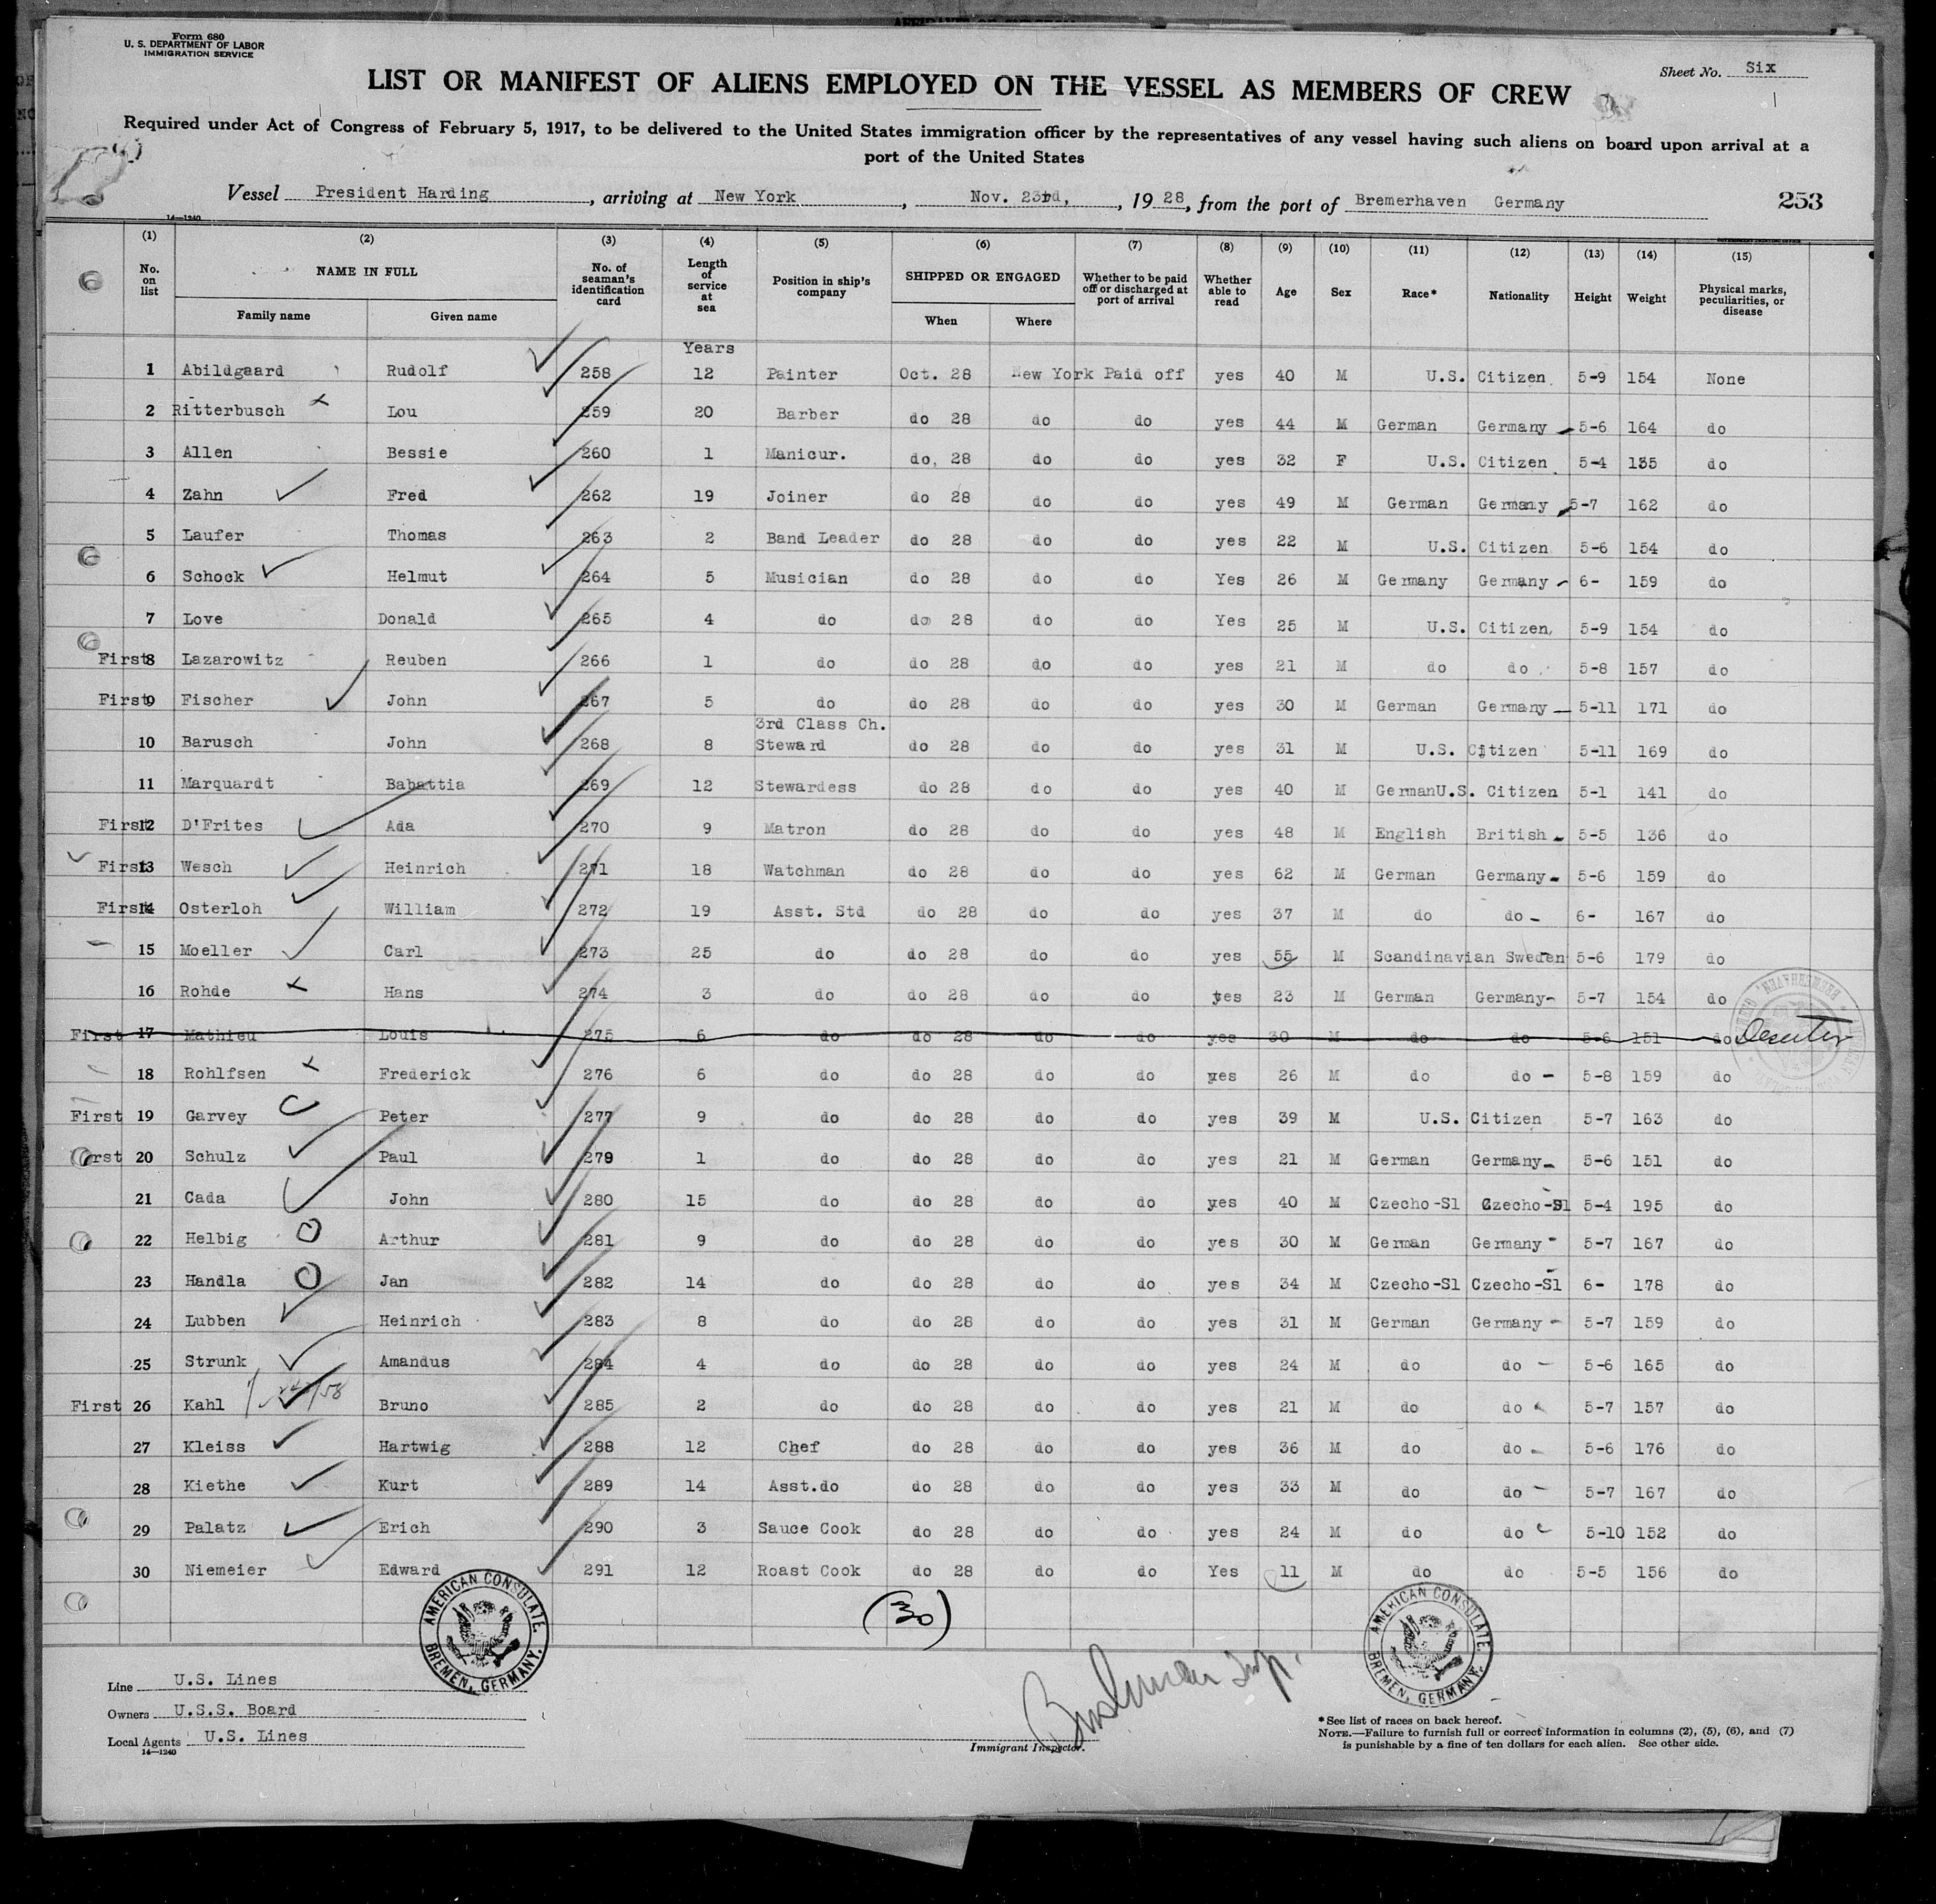 Form 680
U. S. DEPARTMENT OF LABOR
IMMIGRATION SERVICE
Sheet No. Six
LIST OR MANIFEST OF ALIENS EMPLOYED ON THE VESSEL AS MEMBERS OF CREW
Required under Act of Congress of February 5, 1917, to be delivered to the United States immigration officer by the representatives of any vessel having such aliens on board upon arrival at a
port of the United States
Vessel President Harding, arriving at New York, Nov. 23rd, 1928, from the port of Bremerhaven Germany 253
14—1240
(1) (2) (3) (4) (5) (6) (7) (8) (9) (10) (11) (12) (13) (14) (15)
No. on list NAME IN FULL No. of seaman's identification card Length of service at sea Position in ship's company SHIPPED OR ENGAGED Whether to be paid off or discharged at port of arrival Whether able to read Age Sex Race* Nationality Height Weight Physical marks, peculiarities, or disease
Family name Given name When Where
Years
1 Abildgaard Rudolf 258 12 Painter Oct. 28 New York Paid off yes 40 M U.S. Citizen 5-9 154 None
2 Ritterbusch Lou 259 20 Barber do 28 do do yes 44 M German Germany 5-6 164 do
3 Allen Bessie 260 1 Manicur. do, 28 do do yes 32 F U.S. Citizen 5-4 135 do
4 Zahn Fred 262 19 Joiner do 28 do do yes 49 M German Germany 5-7 162 do
5 Laufer Thomas 263 2 Band Leader do 28 do do yes 22 M U.S. Citizen 5-6 154 do
6 Schock Helmut 264 5 Musician do 28 do do Yes 26 M Germany Germany 6- 159 do
7 Love Donald 265 4 do do 28 do do Yes 25 M U.S. Citizen, 5-9 154 do
First 8 Lazarowitz Reuben 266 1 do do 28 do do yes 21 M do do 5-8 157 do
First 9 Fischer John 267 5 do do 28 do do yes 30 M German Germany 5-11 171 do
10 Barusch John 268 8 3rd Class Ch. Steward do 28 do do yes 31 M U.S. Citizen 5-11 169 do
11 Marquardt Babattia 269 12 Stewardess do 28 do do yes 40 M German U.S. Citizen 5-1 141 do
First 12 D'Frites Ada 270 9 Matron do 28 do do yes 48 M English British 5-5 136 do
First 13 Wesch Heinrich 271 18 Watchman do 28 do do yes 62 M German Germany 5-6 159 do
First 14 Osterloh William 272 19 Asst. Std do 28 do do yes 37 M do do 6- 167 do
15 Moeller Carl 273 25 do do 28 do do yes 55 M Scandinavian Sweden 5-6 179 do
16 Rohde Hans 274 3 do do 28 do do yes 23 M German Germany 5-7 154 do
First 17 Mathieu Louis 275 6 do do 28 do do yes 30 M do do 5-6 151 do Deserter
18 Rohlfsen Frederick 276 6 do do 28 do do yes 26 M do do 5-8 159 do
First 19 Garvey Peter 277 9 do do 28 do do yes 39 M U.S. Citizen 5-7 163 do
First 20 Schulz Paul 279 1 do do 28 do do yes 21 M German Germany 5-6 151 do
21 Cada John 280 15 do do 28 do do yes 40 M Czecho-Sl Czecho-Sl 5-4 195 do
22 Helbig Arthur 281 9 do do 28 do do yes 30 M German Germany 5-7 167 do
23 Handla Jan 282 14 do do 28 do do yes 34 M Czecho-Sl Czecho-Sl 6- 178 do
24 Lubben Heinrich 283 8 do do 28 do do yes 31 M German Germany 5-7 159 do
25 Strunk Amandus 284 4 do do 28 do do yes 24 M do do 5-6 165 do
First 26 Kahl Bruno 285 2 do do 28 do do yes 21 M do do 5-7 157 do
27 Kleiss Hartwig 288 12 Chef do 28 do do yes 36 M do do 5-6 176 do
28 Kiethe Kurt 289 14 Asst.do do 28 do do yes 33 M do do 5-7 167 do
29 Palatz Erich 290 3 Sauce Cook do 28 do do yes 24 M do do 5-10 152 do
30 Niemeier Edward 291 12 Roast Cook do 28 do do Yes 11 M do do 5-5 156 do
(30)
AMERICAN CONSULATE. BREMEN, GERMANY.
AMERICAN CONSULATE. BREMEN, GERMANY.
Line U.S. Lines
Owners U.S.S. Board
Local Agents U.S. Lines
14—1240
Immigrant Inspector.
*See list of races on back hereof.
NOTE.—Failure to furnish full or correct information in columns (2), (5), (6), and (7)
is punishable by a fine of ten dollars for each alien. See other side.